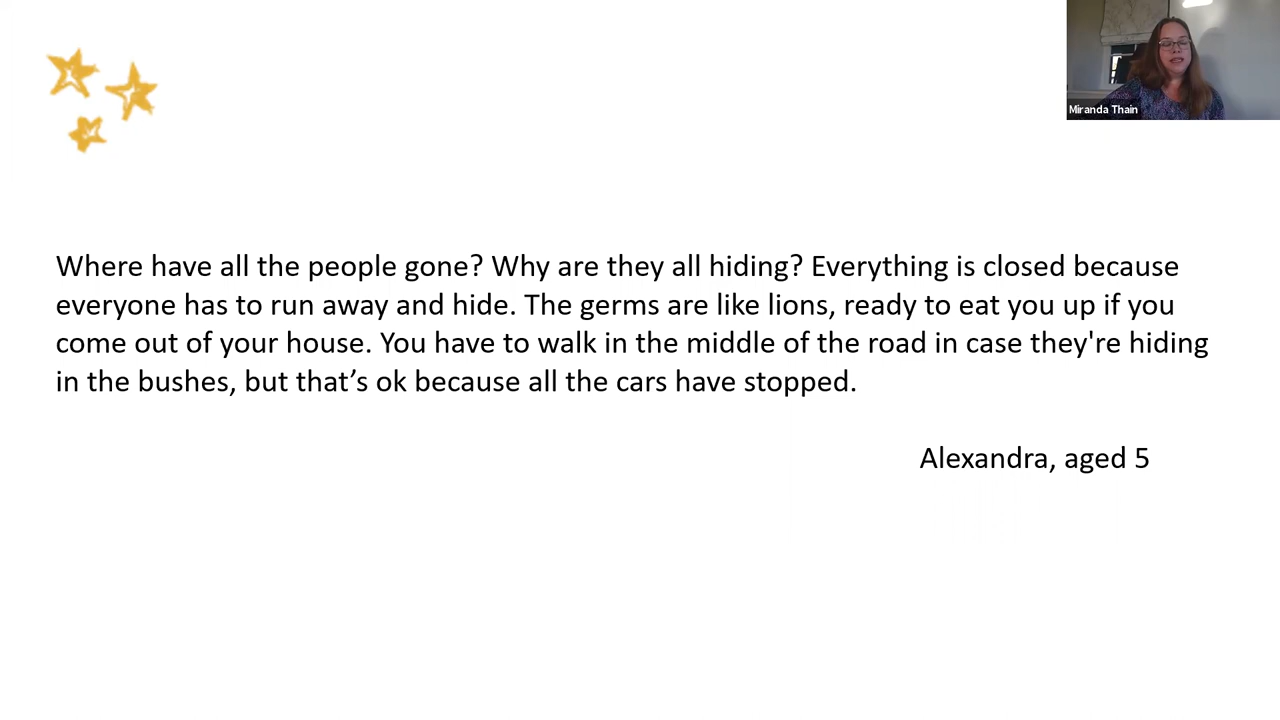 Miranda Thain
Where have all the people gone? Why are they all hiding? Everything is closed because
everyone has to run away and hide. The germs are like lions, ready to eat you up if you
come out of your house. You have to walk in the middle of the road in case they're hiding
in the bushes, but that’s ok because all the cars have stopped.
Alexandra, aged 5